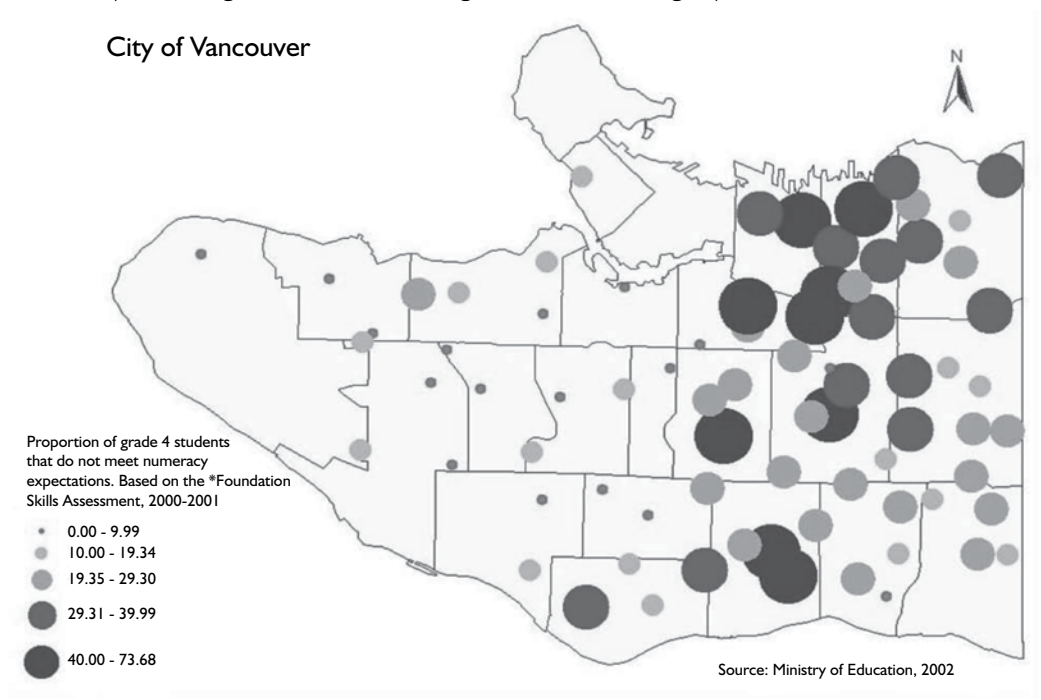 City of Vancouver
N
Proportion of grade 4 students
that do not meet numeracy
expectations. Based on the *Foundation
Skills Assessment, 2000-2001
0.00 - 9.99
10.00 - 19.34
19.35 - 29.30
29.31 - 39.99
40.00 - 73.68
Source: Ministry of Education, 2002